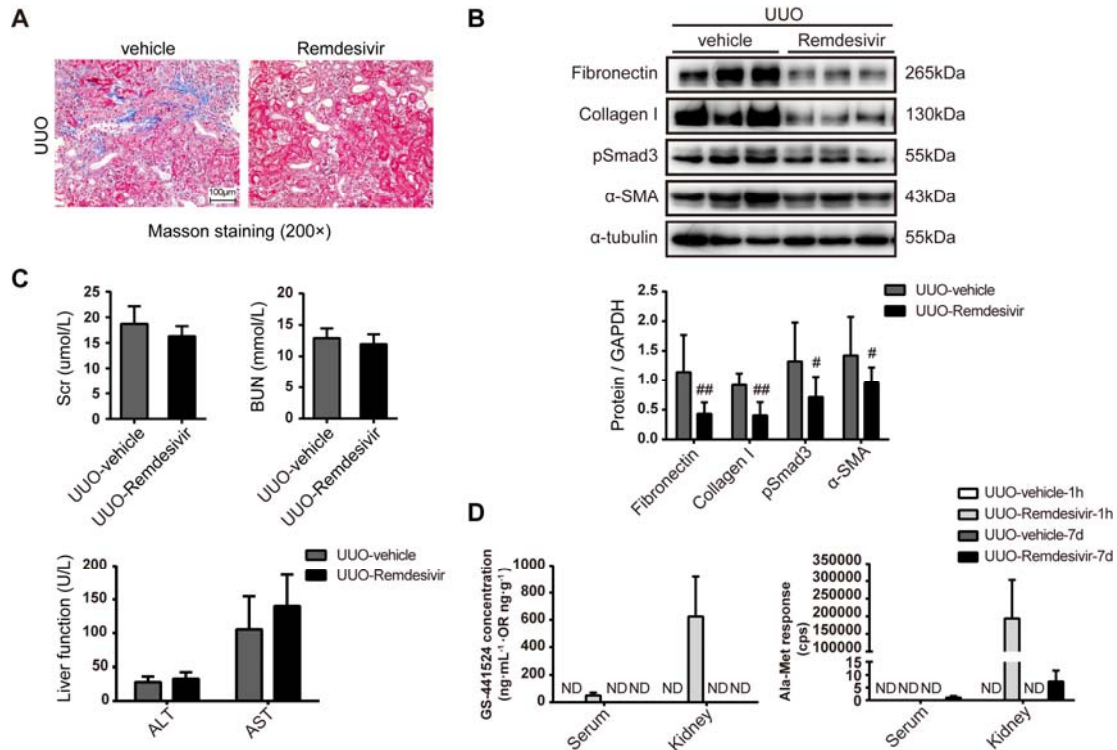 A
vehicle
Remdesivir
UUO
100μm
Masson staining (200×)
B
UUO
vehicle
Remdesivir
Fibronectin
265kDa
Collagen I
130kDa
pSmad3
55kDa
α-SMA
43kDa
α-tubulin
55kDa
UUO-vehicle
UUO-Remdesivir
Protein / GAPDH
2.5
2.0
1.5
1.0
0.5
0.0
##
##
#
#
Fibronectin
Collagen I
pSmad3
α-SMA
C
Scr (umol/L)
25
20
15
10
5
0
UUO-vehicle
UUO-Remdesivir
BUN (mmol/L)
20
15
10
5
0
UUO-vehicle
UUO-Remdesivir
Liver function (U/L)
200
150
100
50
0
UUO-vehicle
UUO-Remdesivir
ALT
AST
D
UUO-vehicle-1h
UUO-Remdesivir-1h
UUO-vehicle-7d
UUO-Remdesivir-7d
GS-441524 concentration
(ng·mL⁻¹·OR ng·g⁻¹)
1000
800
600
400
200
0
ND
ND ND
ND
ND ND
Serum
Kidney
Ala-Met response
(cps)
350000
300000
250000
200000
150000
100000
15
10
5
0
ND ND ND
ND
ND
Serum
Kidney